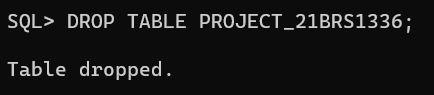 SQL> DROP TABLE PROJECT_21BRS1336;
Table dropped.